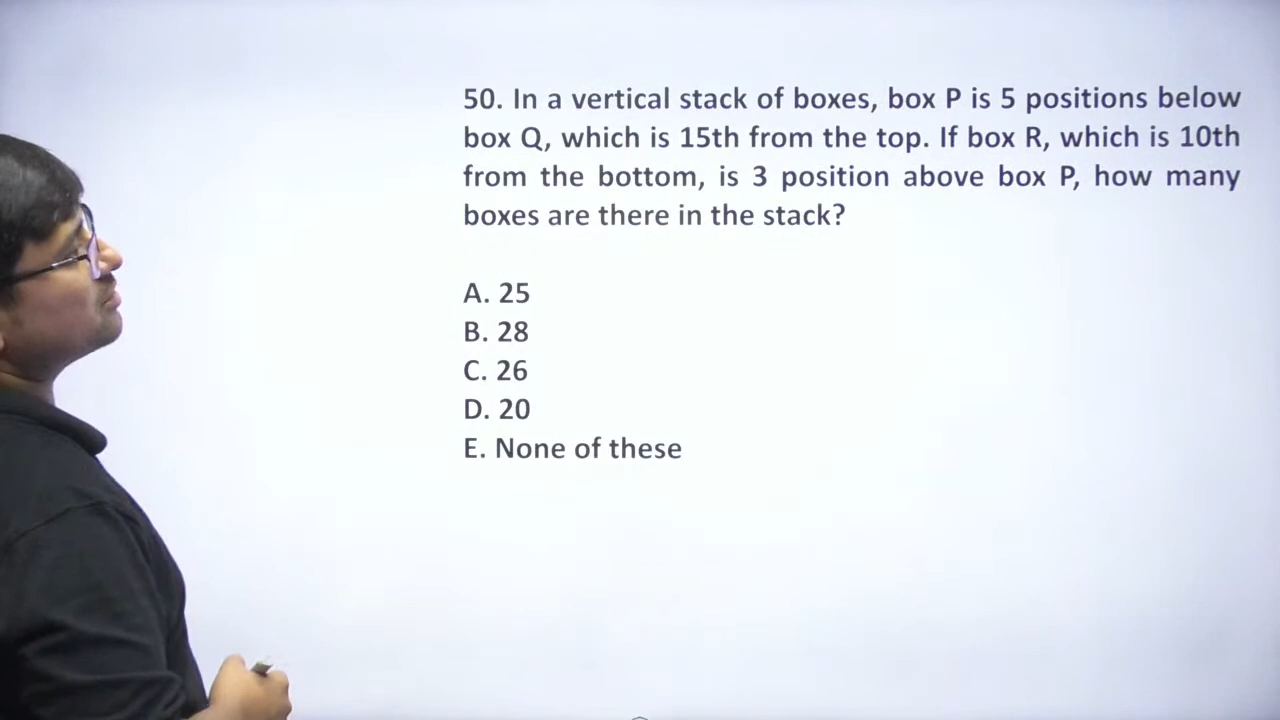 50. In a vertical stack of boxes, box P is 5 positions below
box Q, which is 15th from the top. If box R, which is 10th
from the bottom, is 3 position above box P, how many
boxes are there in the stack?
A. 25
B. 28
C. 26
D. 20
E. None of these